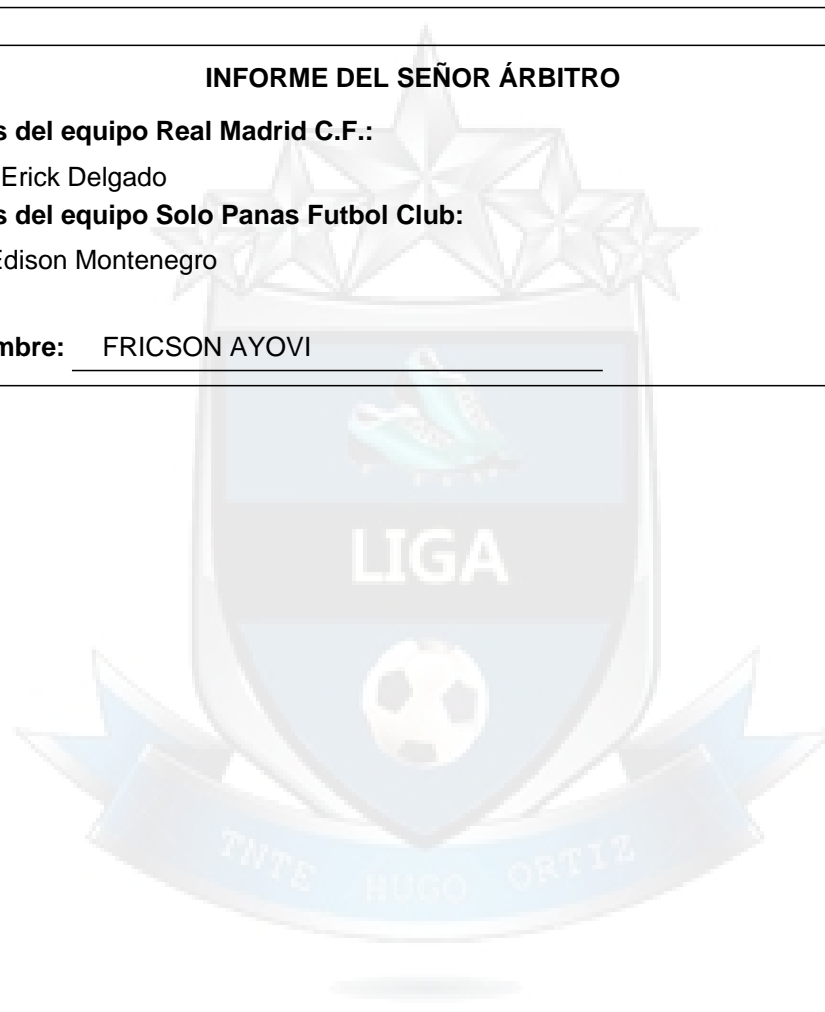 INFORME DEL SEÑOR ÁRBITRO
s del equipo Real Madrid C.F.:
Erick Delgado
s del equipo Solo Panas Futbol Club:
Edison Montenegro
mbre: FRICSON AYOVI
LIGA
TNTE HUGO ORTIZ